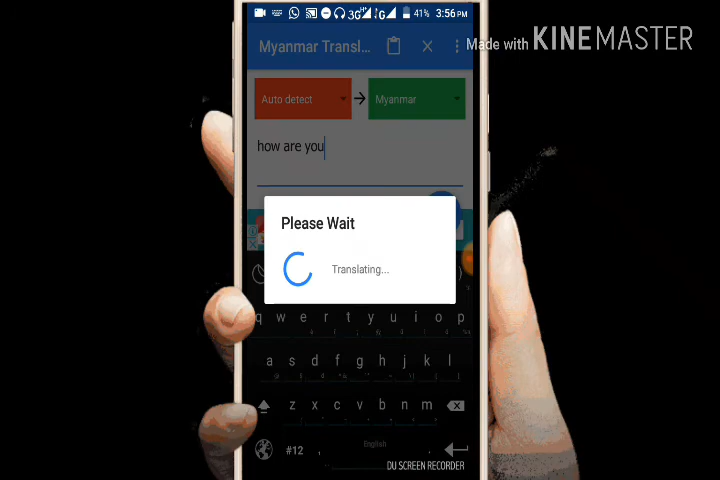 3G H+ G 41% 3:56 PM
Myanmar Transl...
Made with KINEMASTER
Auto detect
Myanmar
how are you
Please Wait
Translating...
q w e r t y u i o p
a s d f g h j k l
z x c v b n m
#12
English
DU SCREEN RECORDER